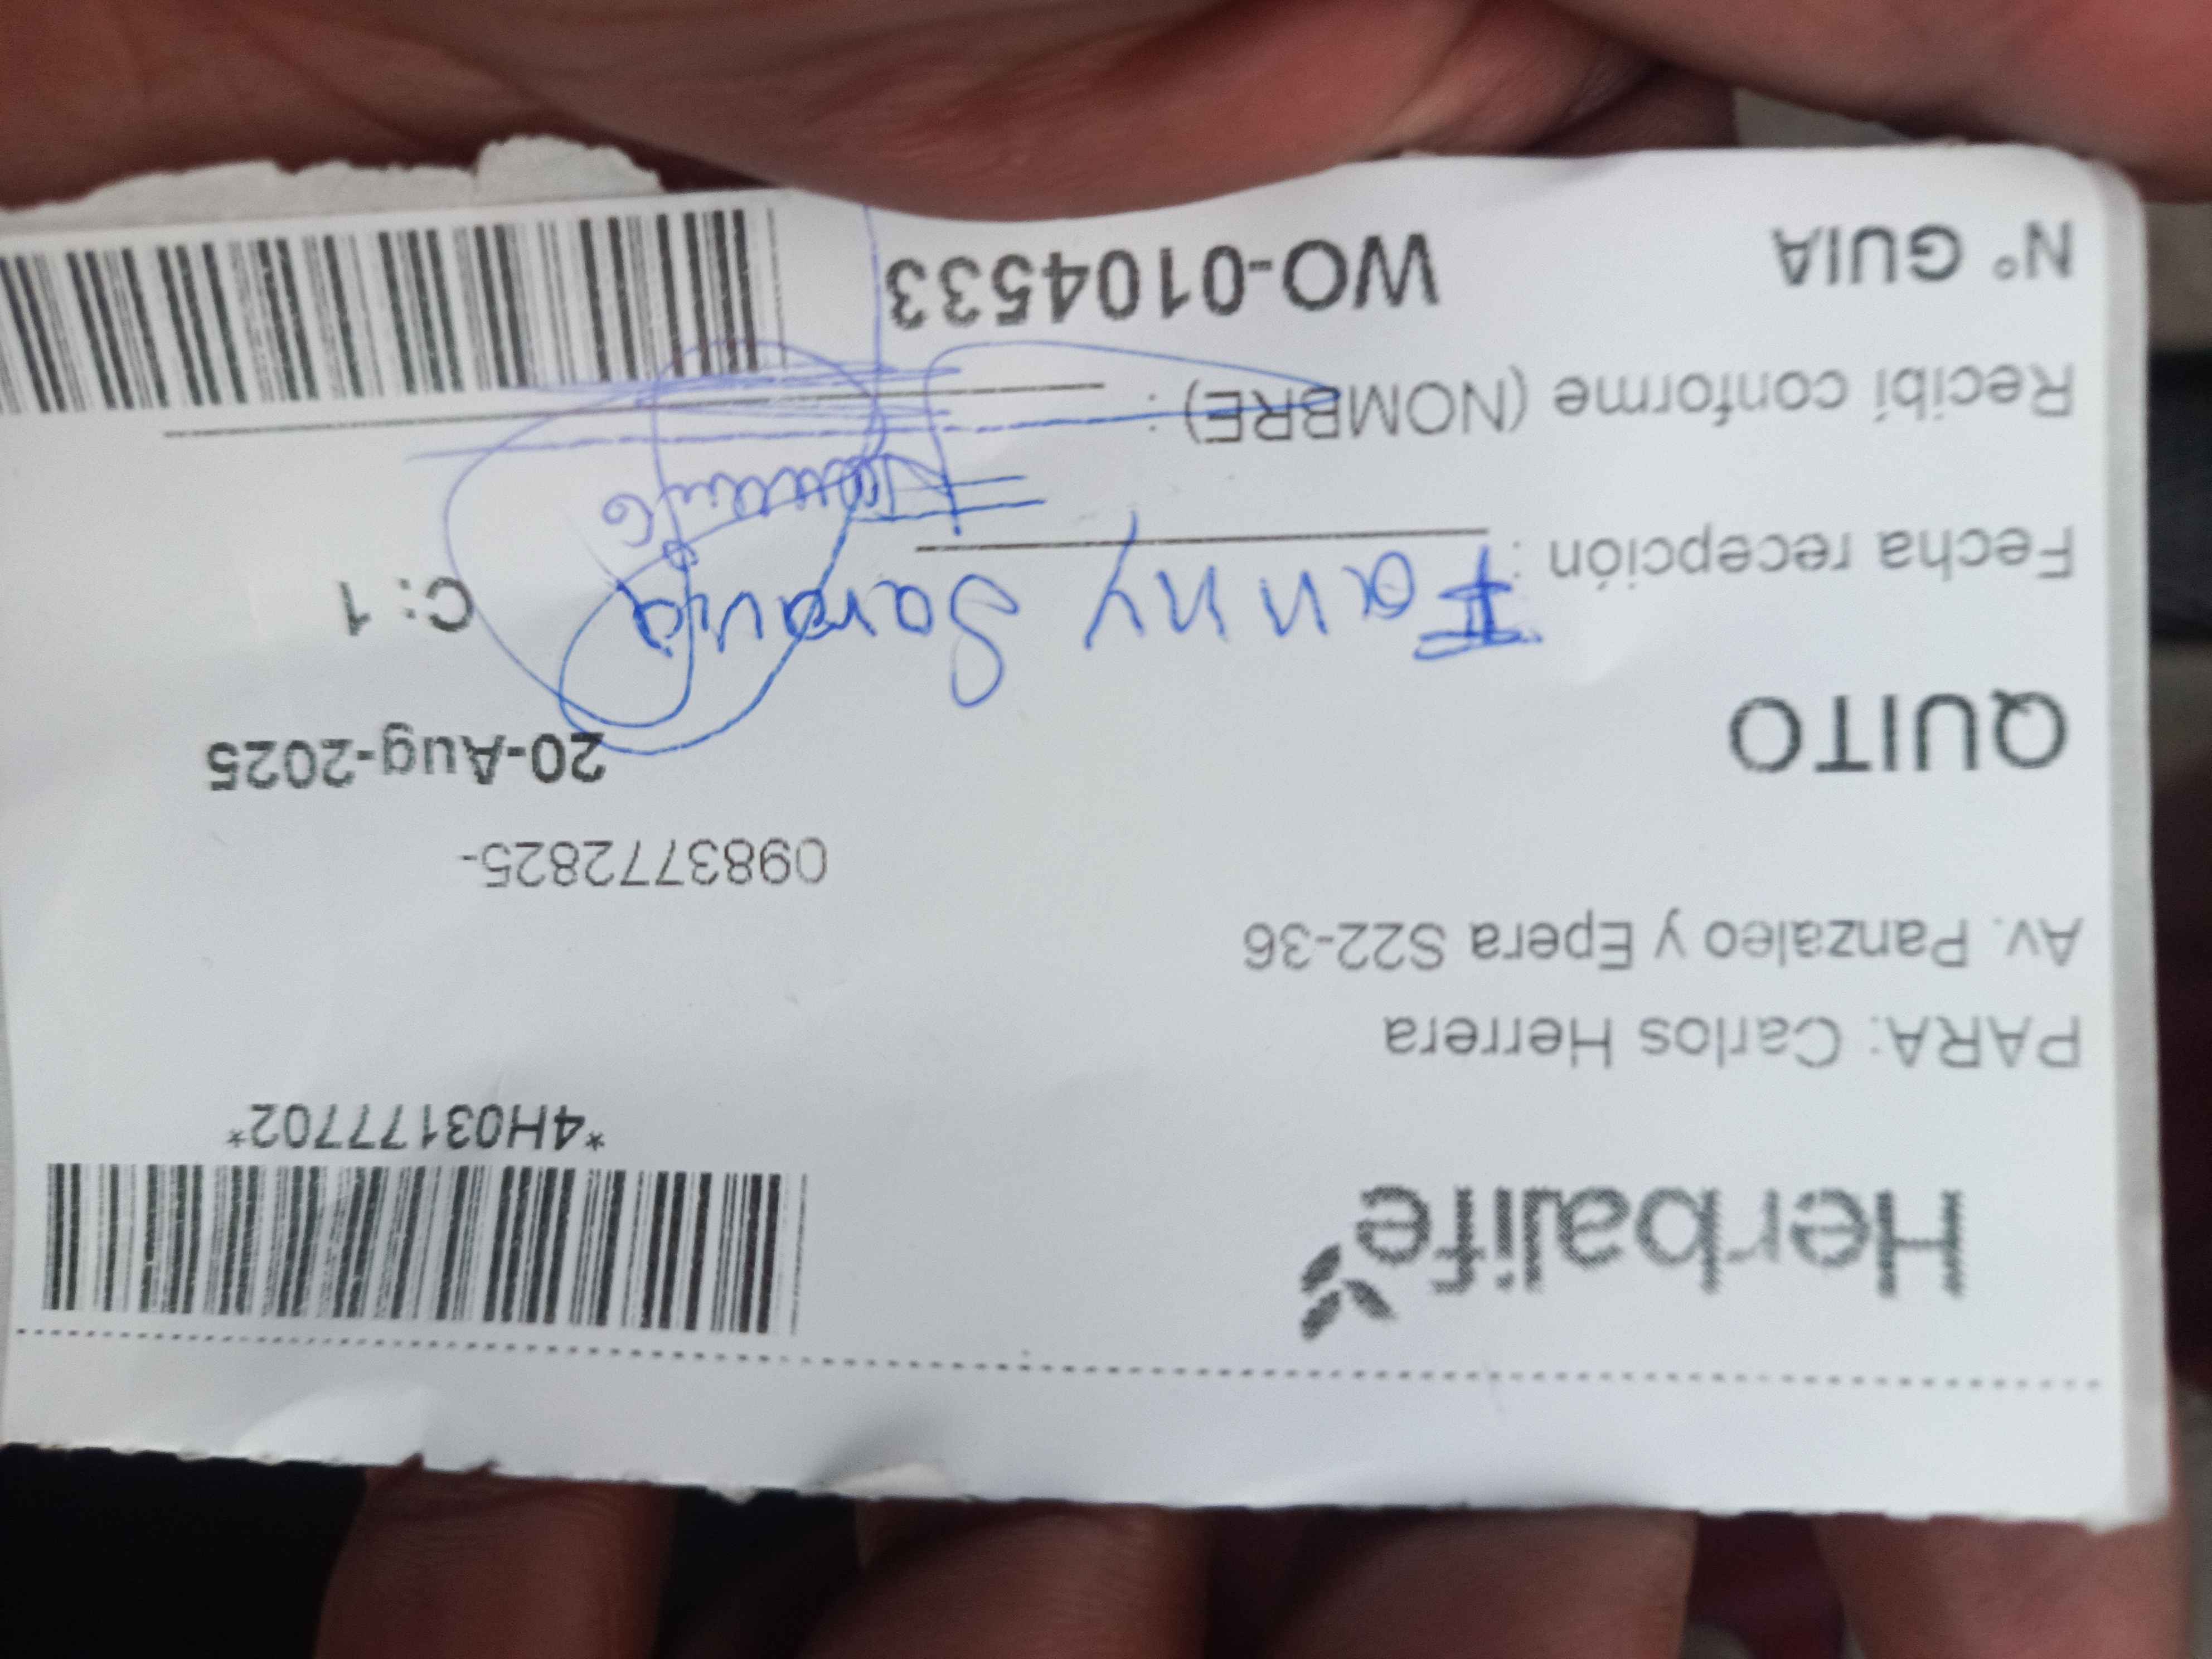 Herbalife
*4H03177702*
PARA: Carlos Herrera
Av. Panzaleo y Epera S22-36
0983772825-
QUITO
20-Aug-2025
Fanny Saravia
C: 1
Fecha recepción :
Recibí conforme (NOMBRE) :
N° GUIA WO-0104533